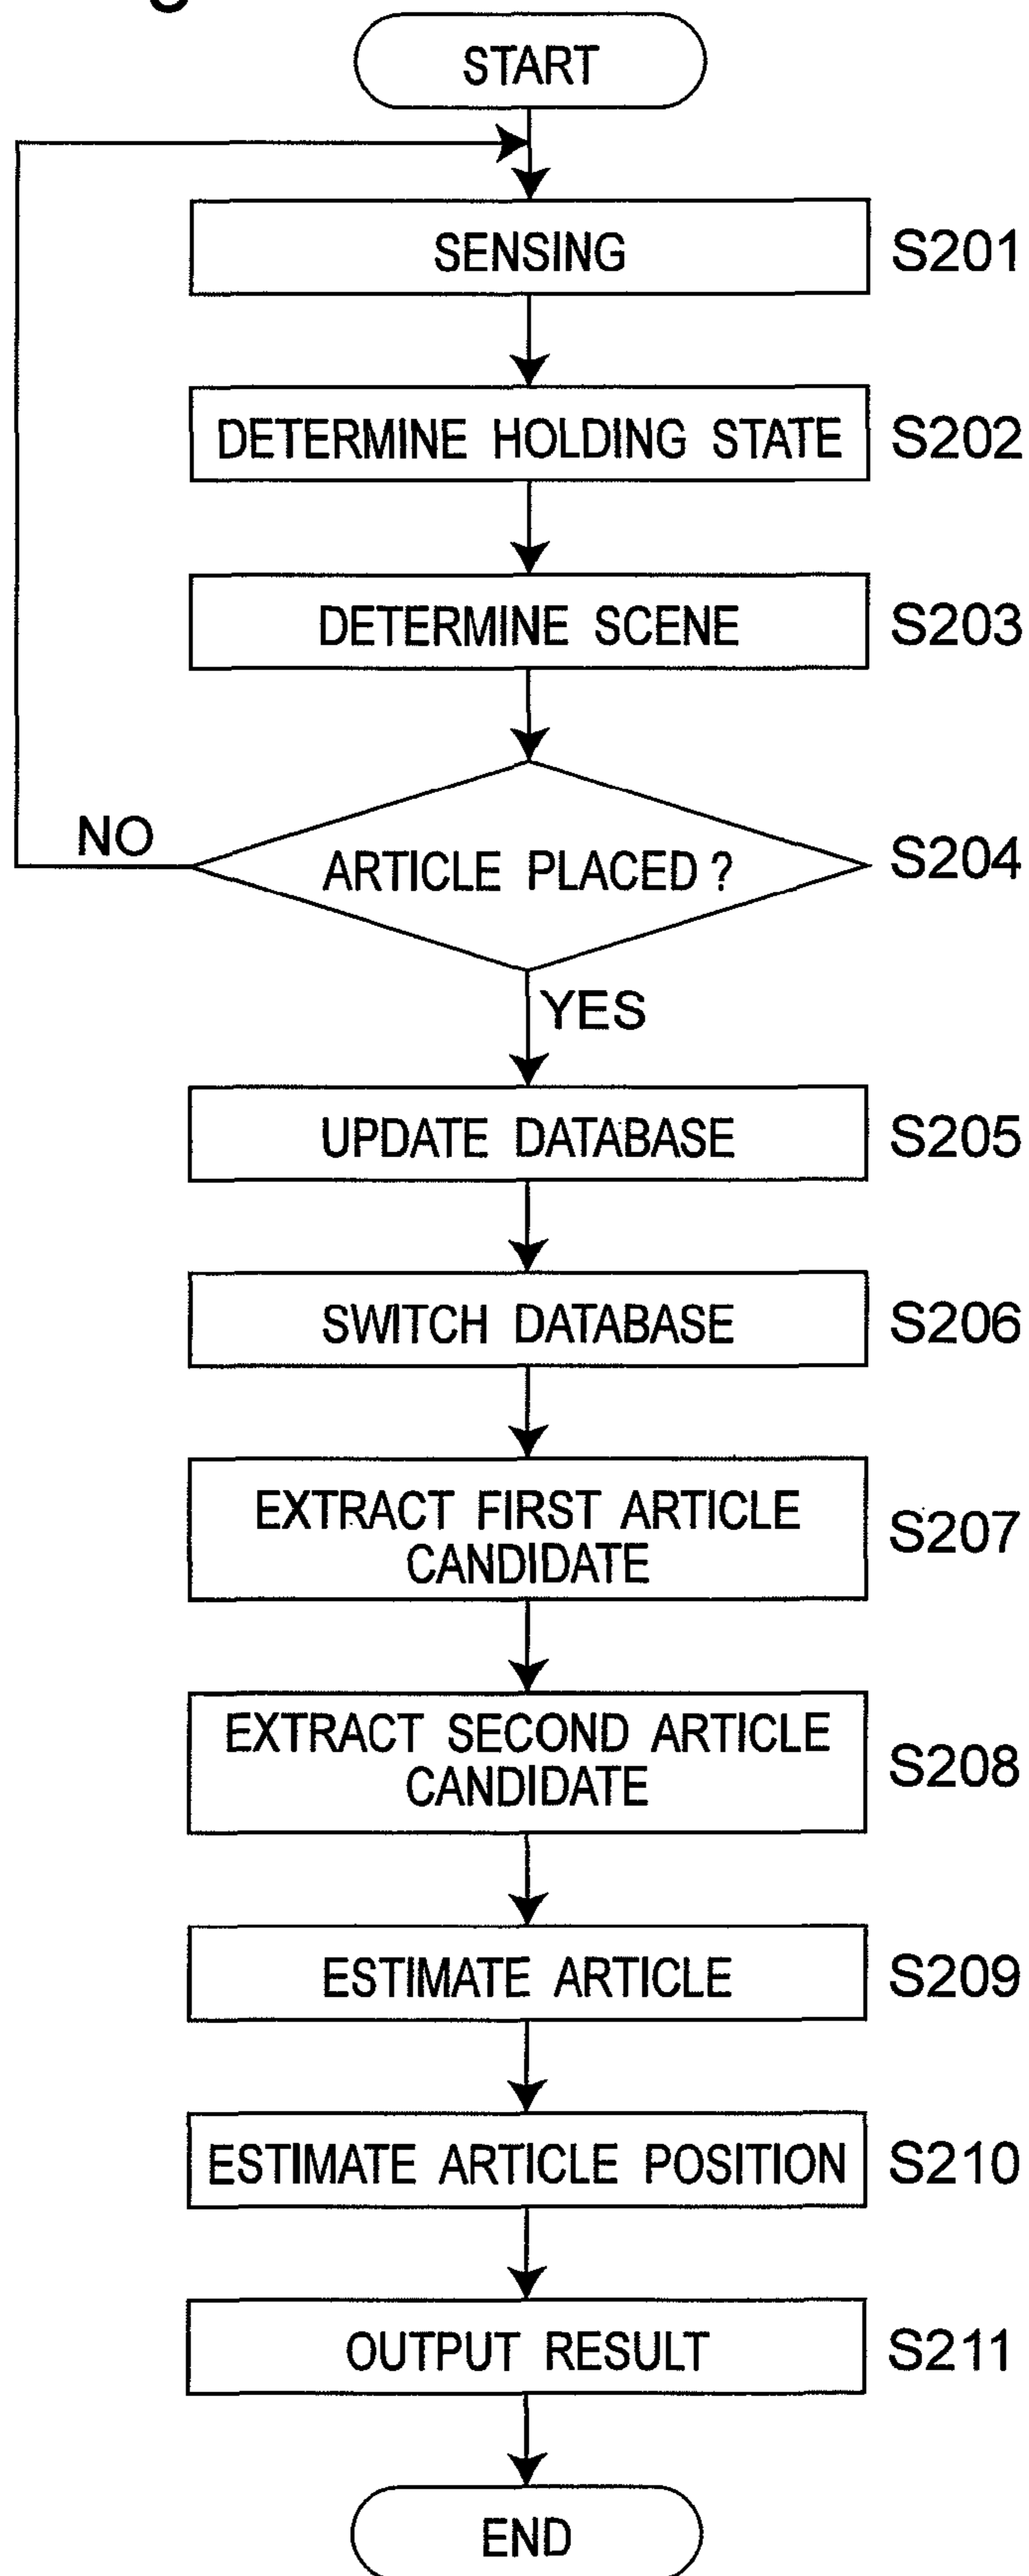 START
SENSING
S201
DETERMINE HOLDING STATE
S202
DETERMINE SCENE
S203
NO
ARTICLE PLACED ?
S204
YES
UPDATE DATABASE
S205
SWITCH DATABASE
S206
EXTRACT FIRST ARTICLE
CANDIDATE
S207
EXTRACT SECOND ARTICLE
CANDIDATE
S208
ESTIMATE ARTICLE
S209
ESTIMATE ARTICLE POSITION
S210
OUTPUT RESULT
S211
END